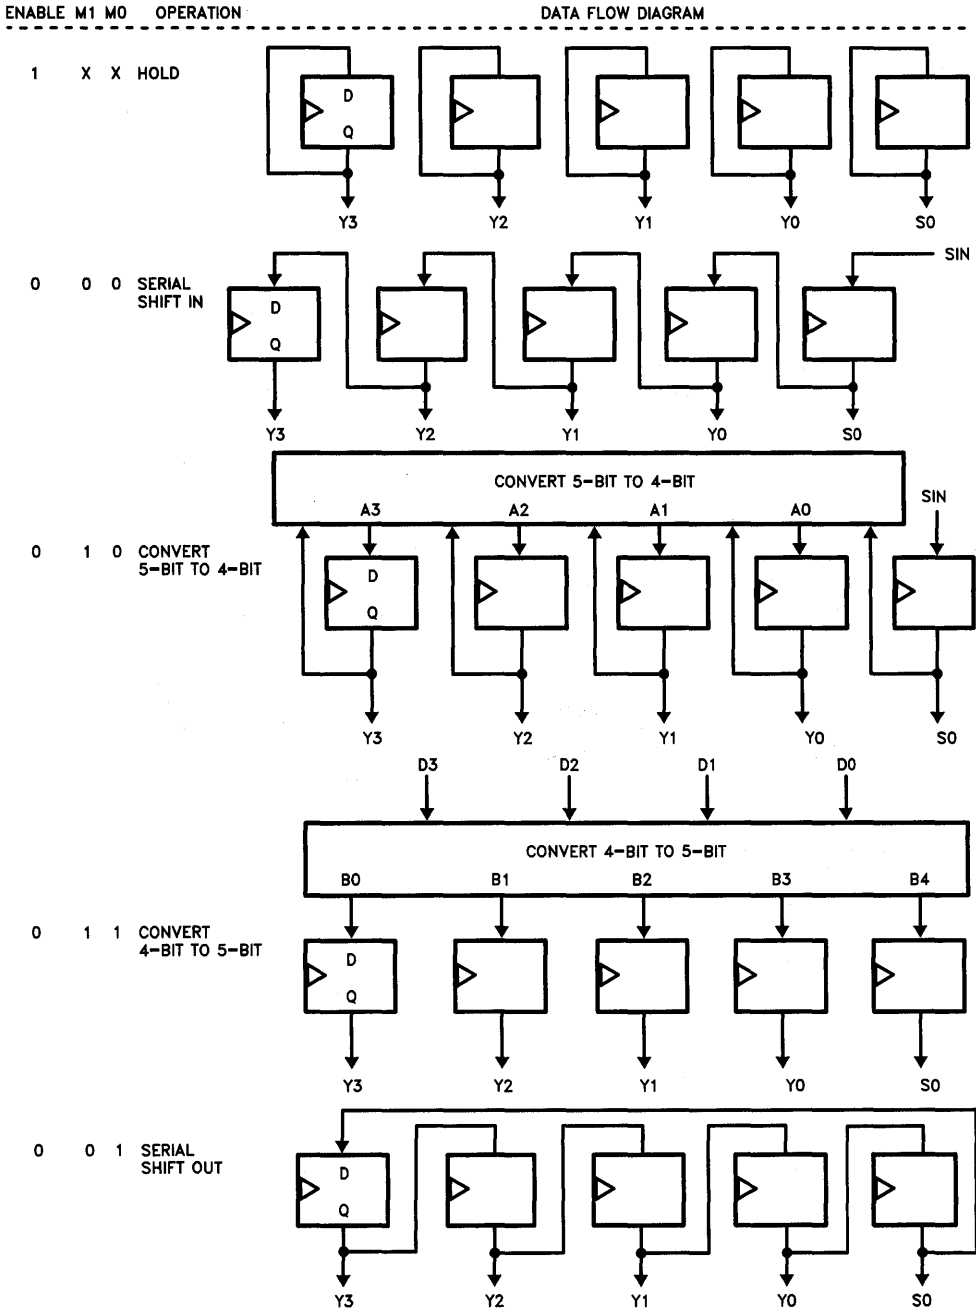 ENABLE M1 M0 OPERATION DATA FLOW DIAGRAM
1 X X HOLD
D
Q
Y3 Y2 Y1 Y0 S0
SIN
0 0 0 SERIAL
SHIFT IN
D
Q
Y3 Y2 Y1 Y0 S0
CONVERT 5-BIT TO 4-BIT
SIN
A3 A2 A1 A0
0 1 0 CONVERT
5-BIT TO 4-BIT
D
Q
Y3 Y2 Y1 Y0 S0
D3 D2 D1 D0
CONVERT 4-BIT TO 5-BIT
B0 B1 B2 B3 B4
0 1 1 CONVERT
4-BIT TO 5-BIT
D
Q
Y3 Y2 Y1 Y0 S0
0 0 1 SERIAL
SHIFT OUT
D
Q
Y3 Y2 Y1 Y0 S0